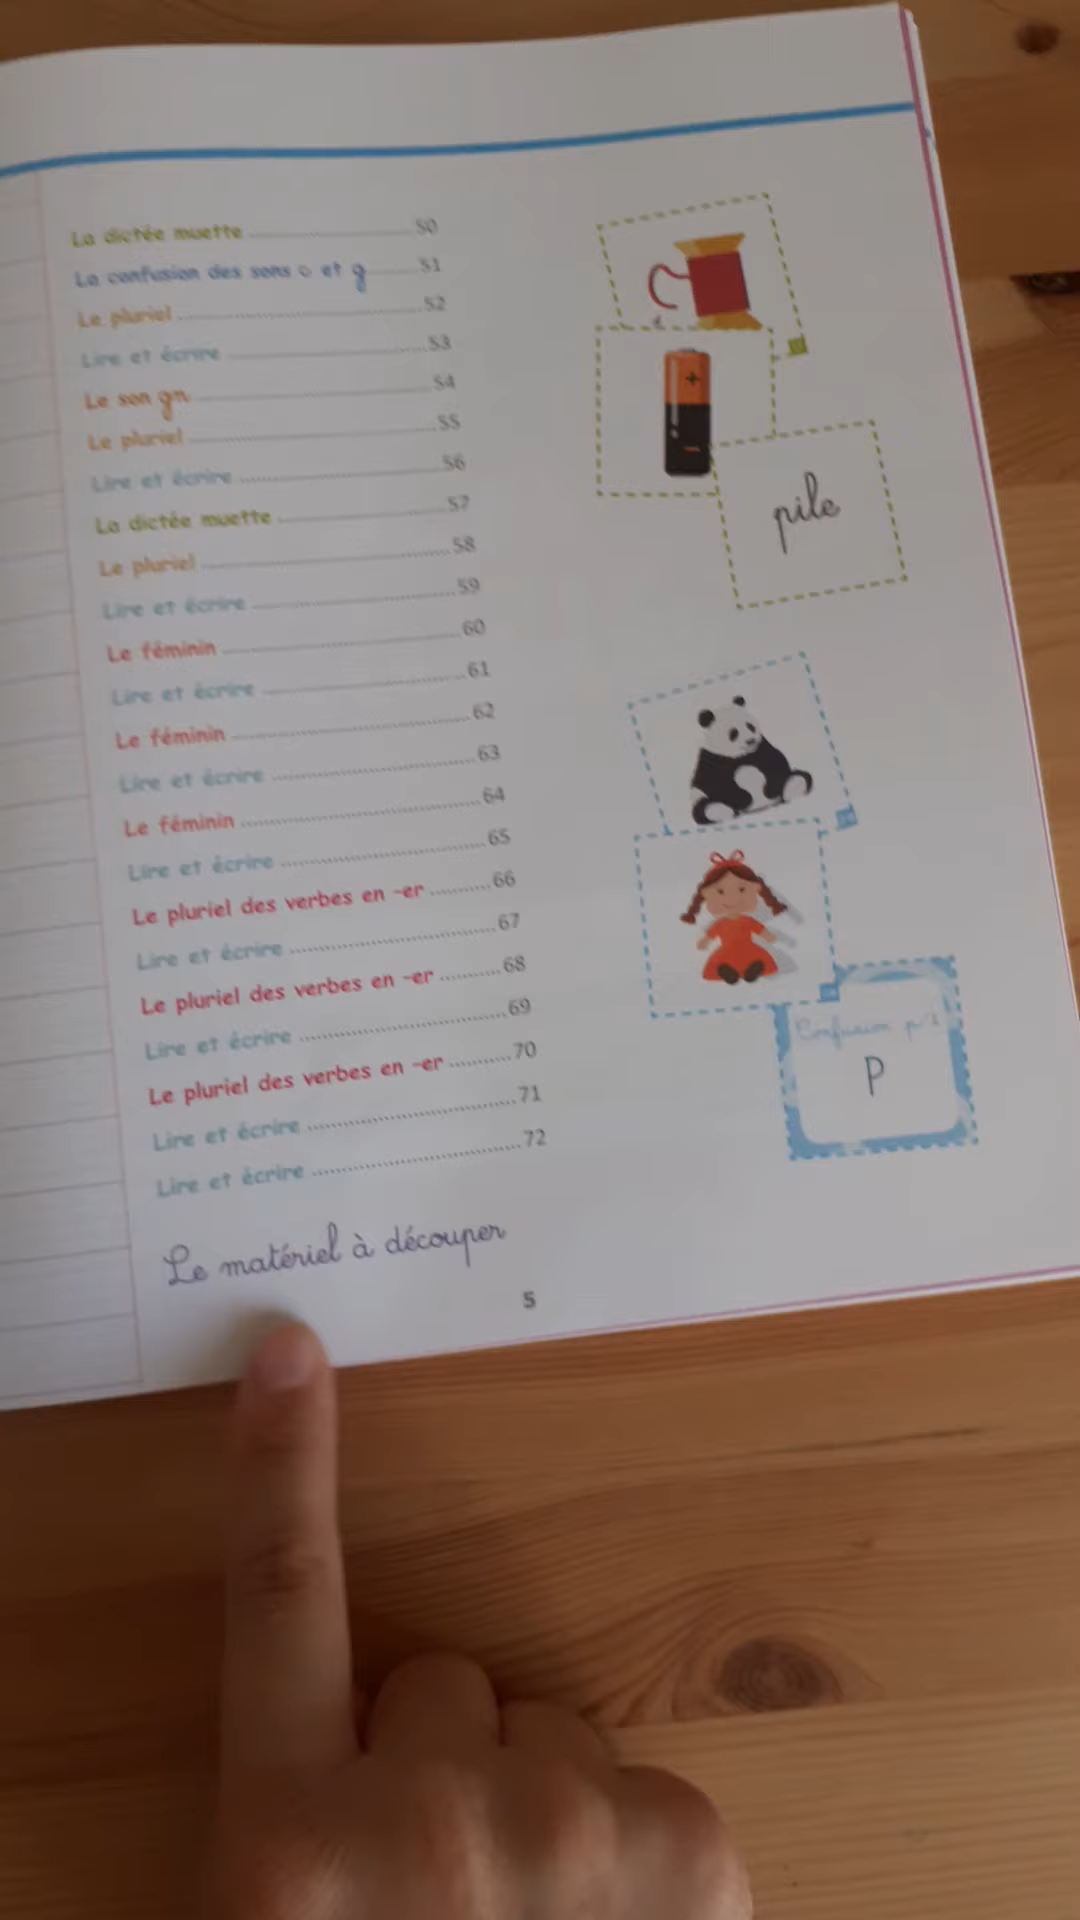 La dictée muette 50
La confusion des sons c et g 51
Le pluriel 52
Lire et écrire 53
Le son gn 54
Le pluriel 55
Lire et écrire 56
La dictée muette 57
Le pluriel 58
Lire et écrire 59
Le féminin 60
Lire et écrire 61
Le féminin 62
Lire et écrire 63
Le féminin 64
Lire et écrire 65
Le pluriel des verbes en -er 66
Lire et écrire 67
Le pluriel des verbes en -er 68
Lire et écrire 69
Le pluriel des verbes en -er 70
Lire et écrire 71
Lire et écrire 72
Le matériel à découper
5
+
-
pile
Confusion
p